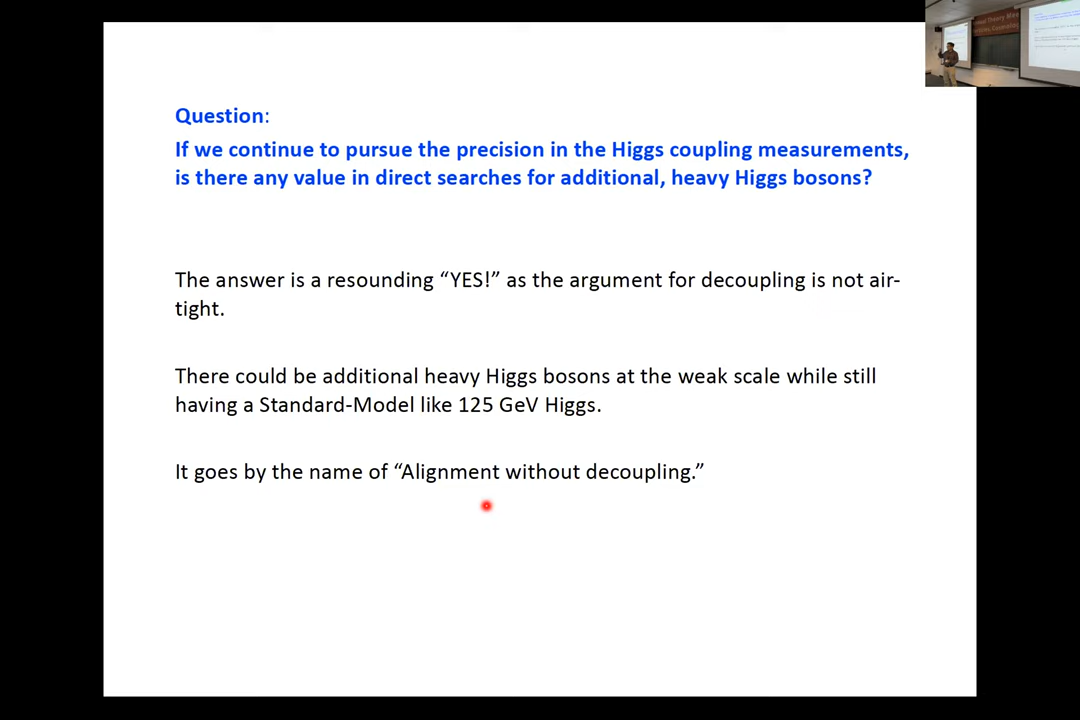 Question:
If we continue to pursue the precision in the Higgs coupling measurements,
is there any value in direct searches for additional, heavy Higgs bosons?
The answer is a resounding “YES!” as the argument for decoupling is not air-
tight.
There could be additional heavy Higgs bosons at the weak scale while still
having a Standard-Model like 125 GeV Higgs.
It goes by the name of “Alignment without decoupling.”